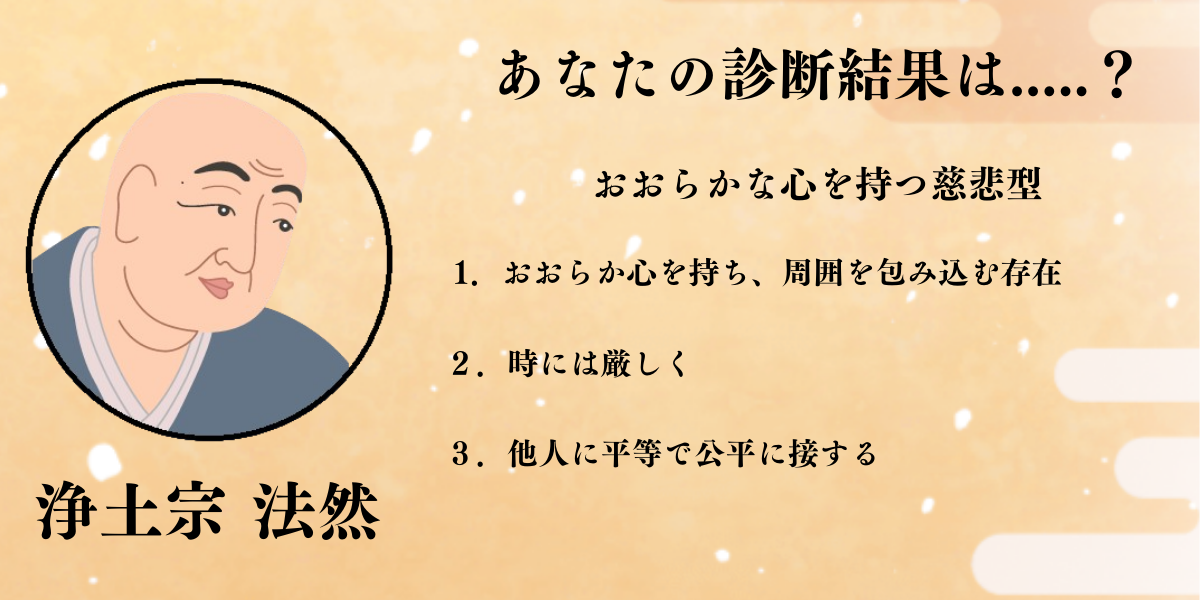 あなたの診断結果は.....？
おおらかな心を持つ慈悲型
1. おおらか心を持ち、周囲を包み込む存在
2. 時には厳しく
3. 他人に平等で公平に接する
浄土宗 法然